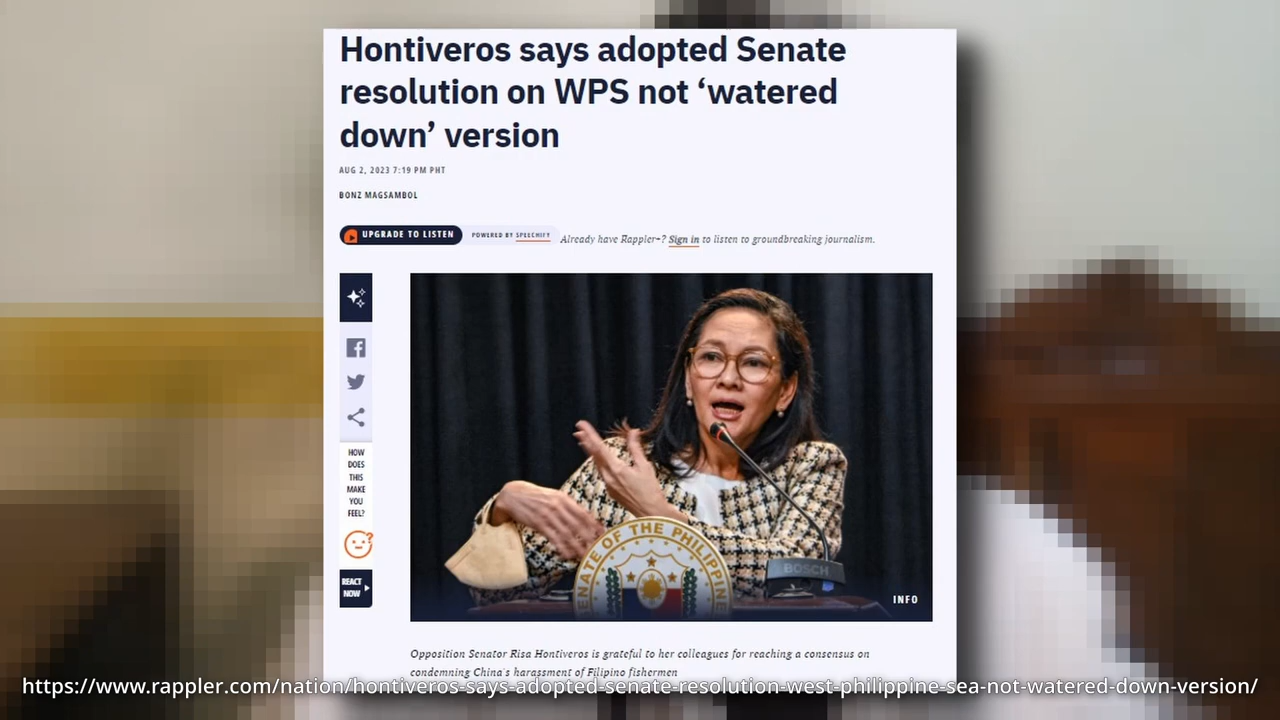 Hontiveros says adopted Senate
resolution on WPS not ‘watered
down’ version
AUG 2, 2023 7:19 PM PHT
BONZ MAGSAMBOL
UPGRADE TO LISTEN
POWERED BY SPEECHIFY
Already have Rappler+? Sign in to listen to groundbreaking journalism.
HOW
DOES
THIS
MAKE
YOU
FEEL?
REACT
NOW
SENATE OF THE PHILIPPINE
BOSCH
INFO
Opposition Senator Risa Hontiveros is grateful to her colleagues for reaching a consensus on
condemning China's harassment of Filipino fishermen
https://www.rappler.com/nation/hontiveros-says-adopted-senate-resolution-west-philippine-sea-not-watered-down-version/